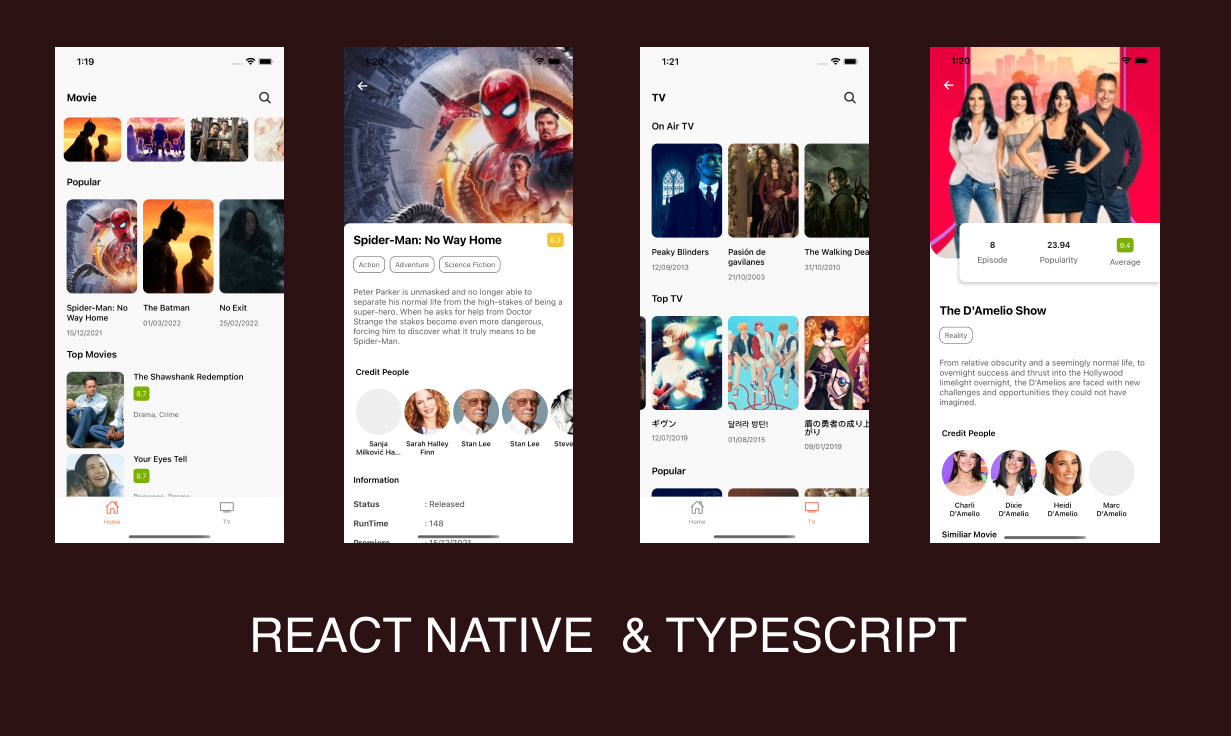 1:19
Movie
Popular
Spider-Man: No
Way Home
15/12/2021
The Batman
01/03/2022
No Exit
25/02/2022
Top Movies
The Shawshank Redemption
8.7
Drama, Crime
Your Eyes Tell
8.7
Romance, Drama
Home
TV
1:20
Spider-Man: No Way Home
8.3
Action
Adventure
Science Fiction
Peter Parker is unmasked and no longer able to
separate his normal life from the high-stakes of being a
super-hero. When he asks for help from Doctor
Strange the stakes become even more dangerous,
forcing him to discover what it truly means to be
Spider-Man.
Credit People
Sanja
Milković Ha...
Sarah Hailey
Finn
Stan Lee
Stan Lee
Steve
Information
Status : Released
RunTime : 148
Premiere : 15/12/2021
1:21
TV
On Air TV
Peaky Blinders
12/09/2013
Pasión de
gavilanes
21/10/2003
The Walking Dea
31/10/2010
Top TV
ギヴン
12/07/2019
달려라 방탄!
01/08/2015
盾の勇者の成り上
がり
09/01/2019
Popular
Home
TV
1:20
8
Episode
23.94
Popularity
9.4
Average
The D'Amelio Show
Reality
From relative obscurity and a seemingly normal life, to
overnight success and thrust into the Hollywood
limelight overnight, the D'Amelios are faced with new
challenges and opportunities they could not have
imagined.
Credit People
Charli
D'Amelio
Dixie
D'Amelio
Heidi
D'Amelio
Marc
D'Amelio
Similiar Movie
REACT NATIVE & TYPESCRIPT